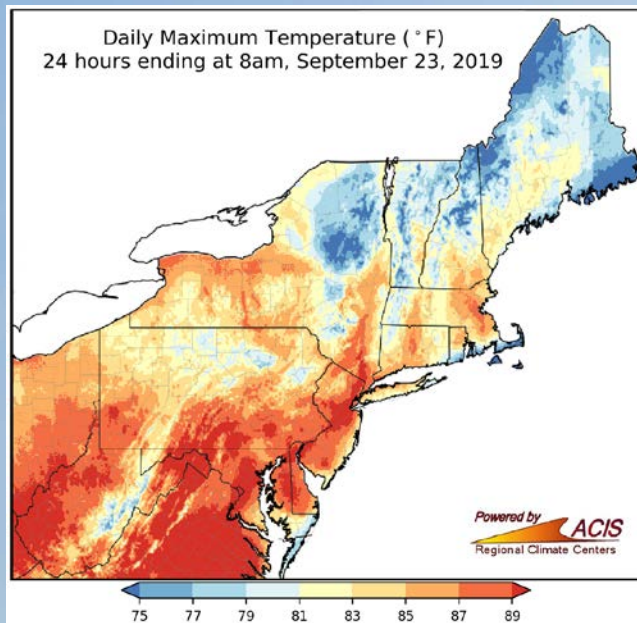 Daily Maximum Temperature (°F)
24 hours ending at 8am, September 23, 2019
Powered by
ACIS
Regional Climate Centers
75 77 79 81 83 85 87 89